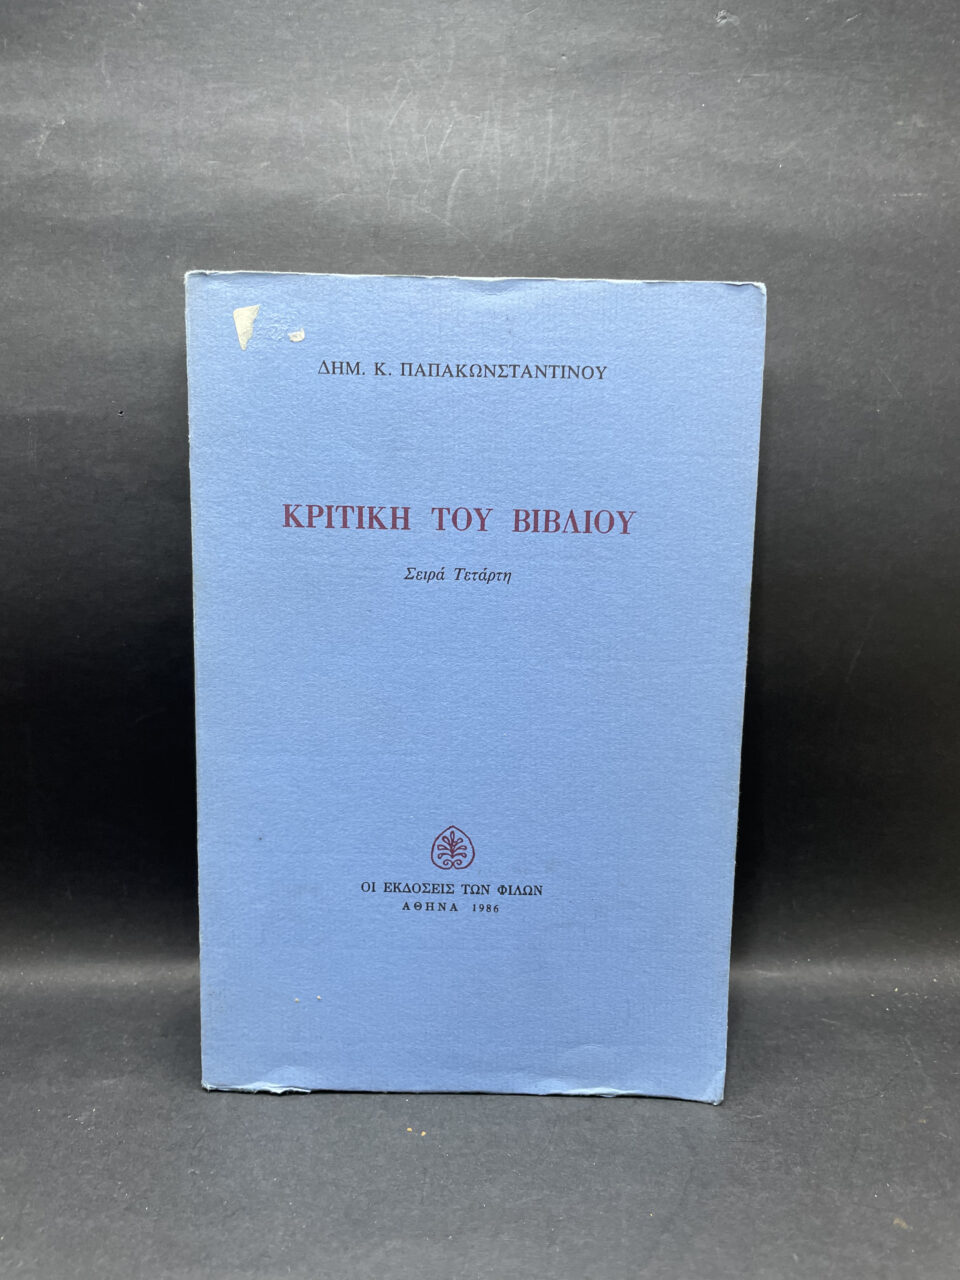 ΔΗΜ. Κ. ΠΑΠΑΚΩΝΣΤΑΝΤΙΝΟΥ
ΚΡΙΤΙΚΗ ΤΟΥ ΒΙΒΛΙΟΥ
Σειρά Τετάρτη
ΟΙ ΕΚΔΟΣΕΙΣ ΤΩΝ ΦΙΛΩΝ
ΑΘΗΝΑ 1986